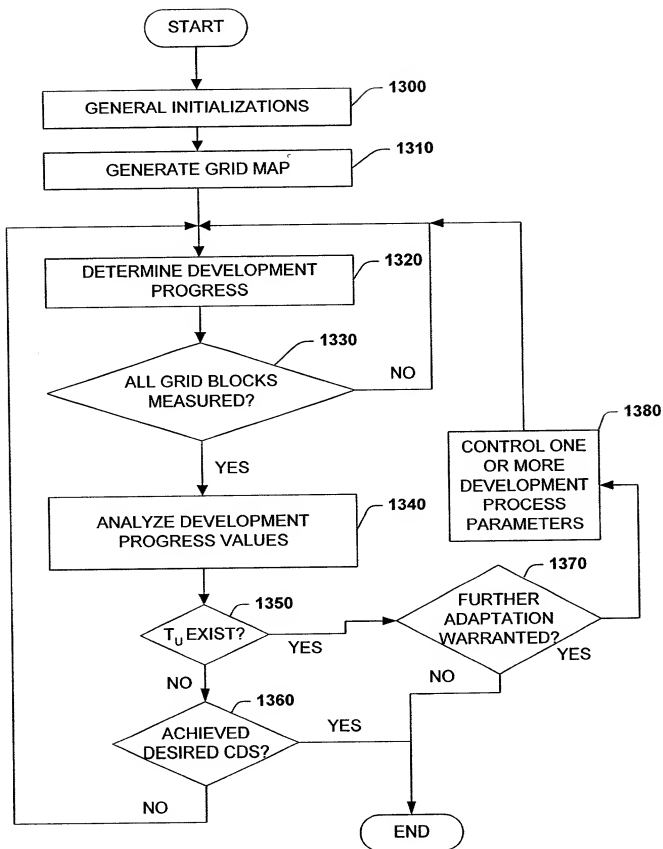 START
1300
GENERAL INITIALIZATIONS
1310
GENERATE GRID MAP
1320
DETERMINE DEVELOPMENT
PROGRESS
1330
ALL GRID BLOCKS
MEASURED?
NO
YES
1380
CONTROL ONE
OR MORE
DEVELOPMENT
PROCESS
PARAMETERS
1340
ANALYZE DEVELOPMENT
PROGRESS VALUES
1350
TU EXIST?
YES
NO
1370
FURTHER
ADAPTATION
WARRANTED?
YES
NO
1360
ACHIEVED
DESIRED CDS?
YES
NO
END